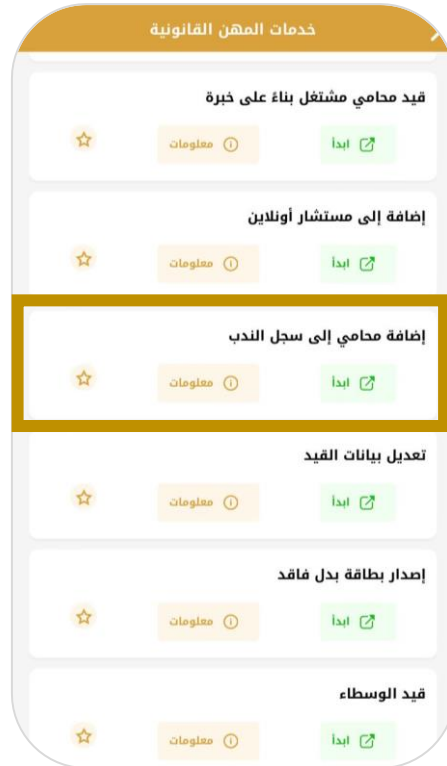 خدمات المهن القانونية
قيد محامي مشتغل بناءً على خبرة
ابدأ معلومات
إضافة إلى مستشار أونلاين
ابدأ معلومات
إضافة محامي إلى سجل الندب
ابدأ معلومات
تعديل بيانات القيد
ابدأ معلومات
إصدار بطاقة بدل فاقد
ابدأ معلومات
قيد الوسطاء
ابدأ معلومات